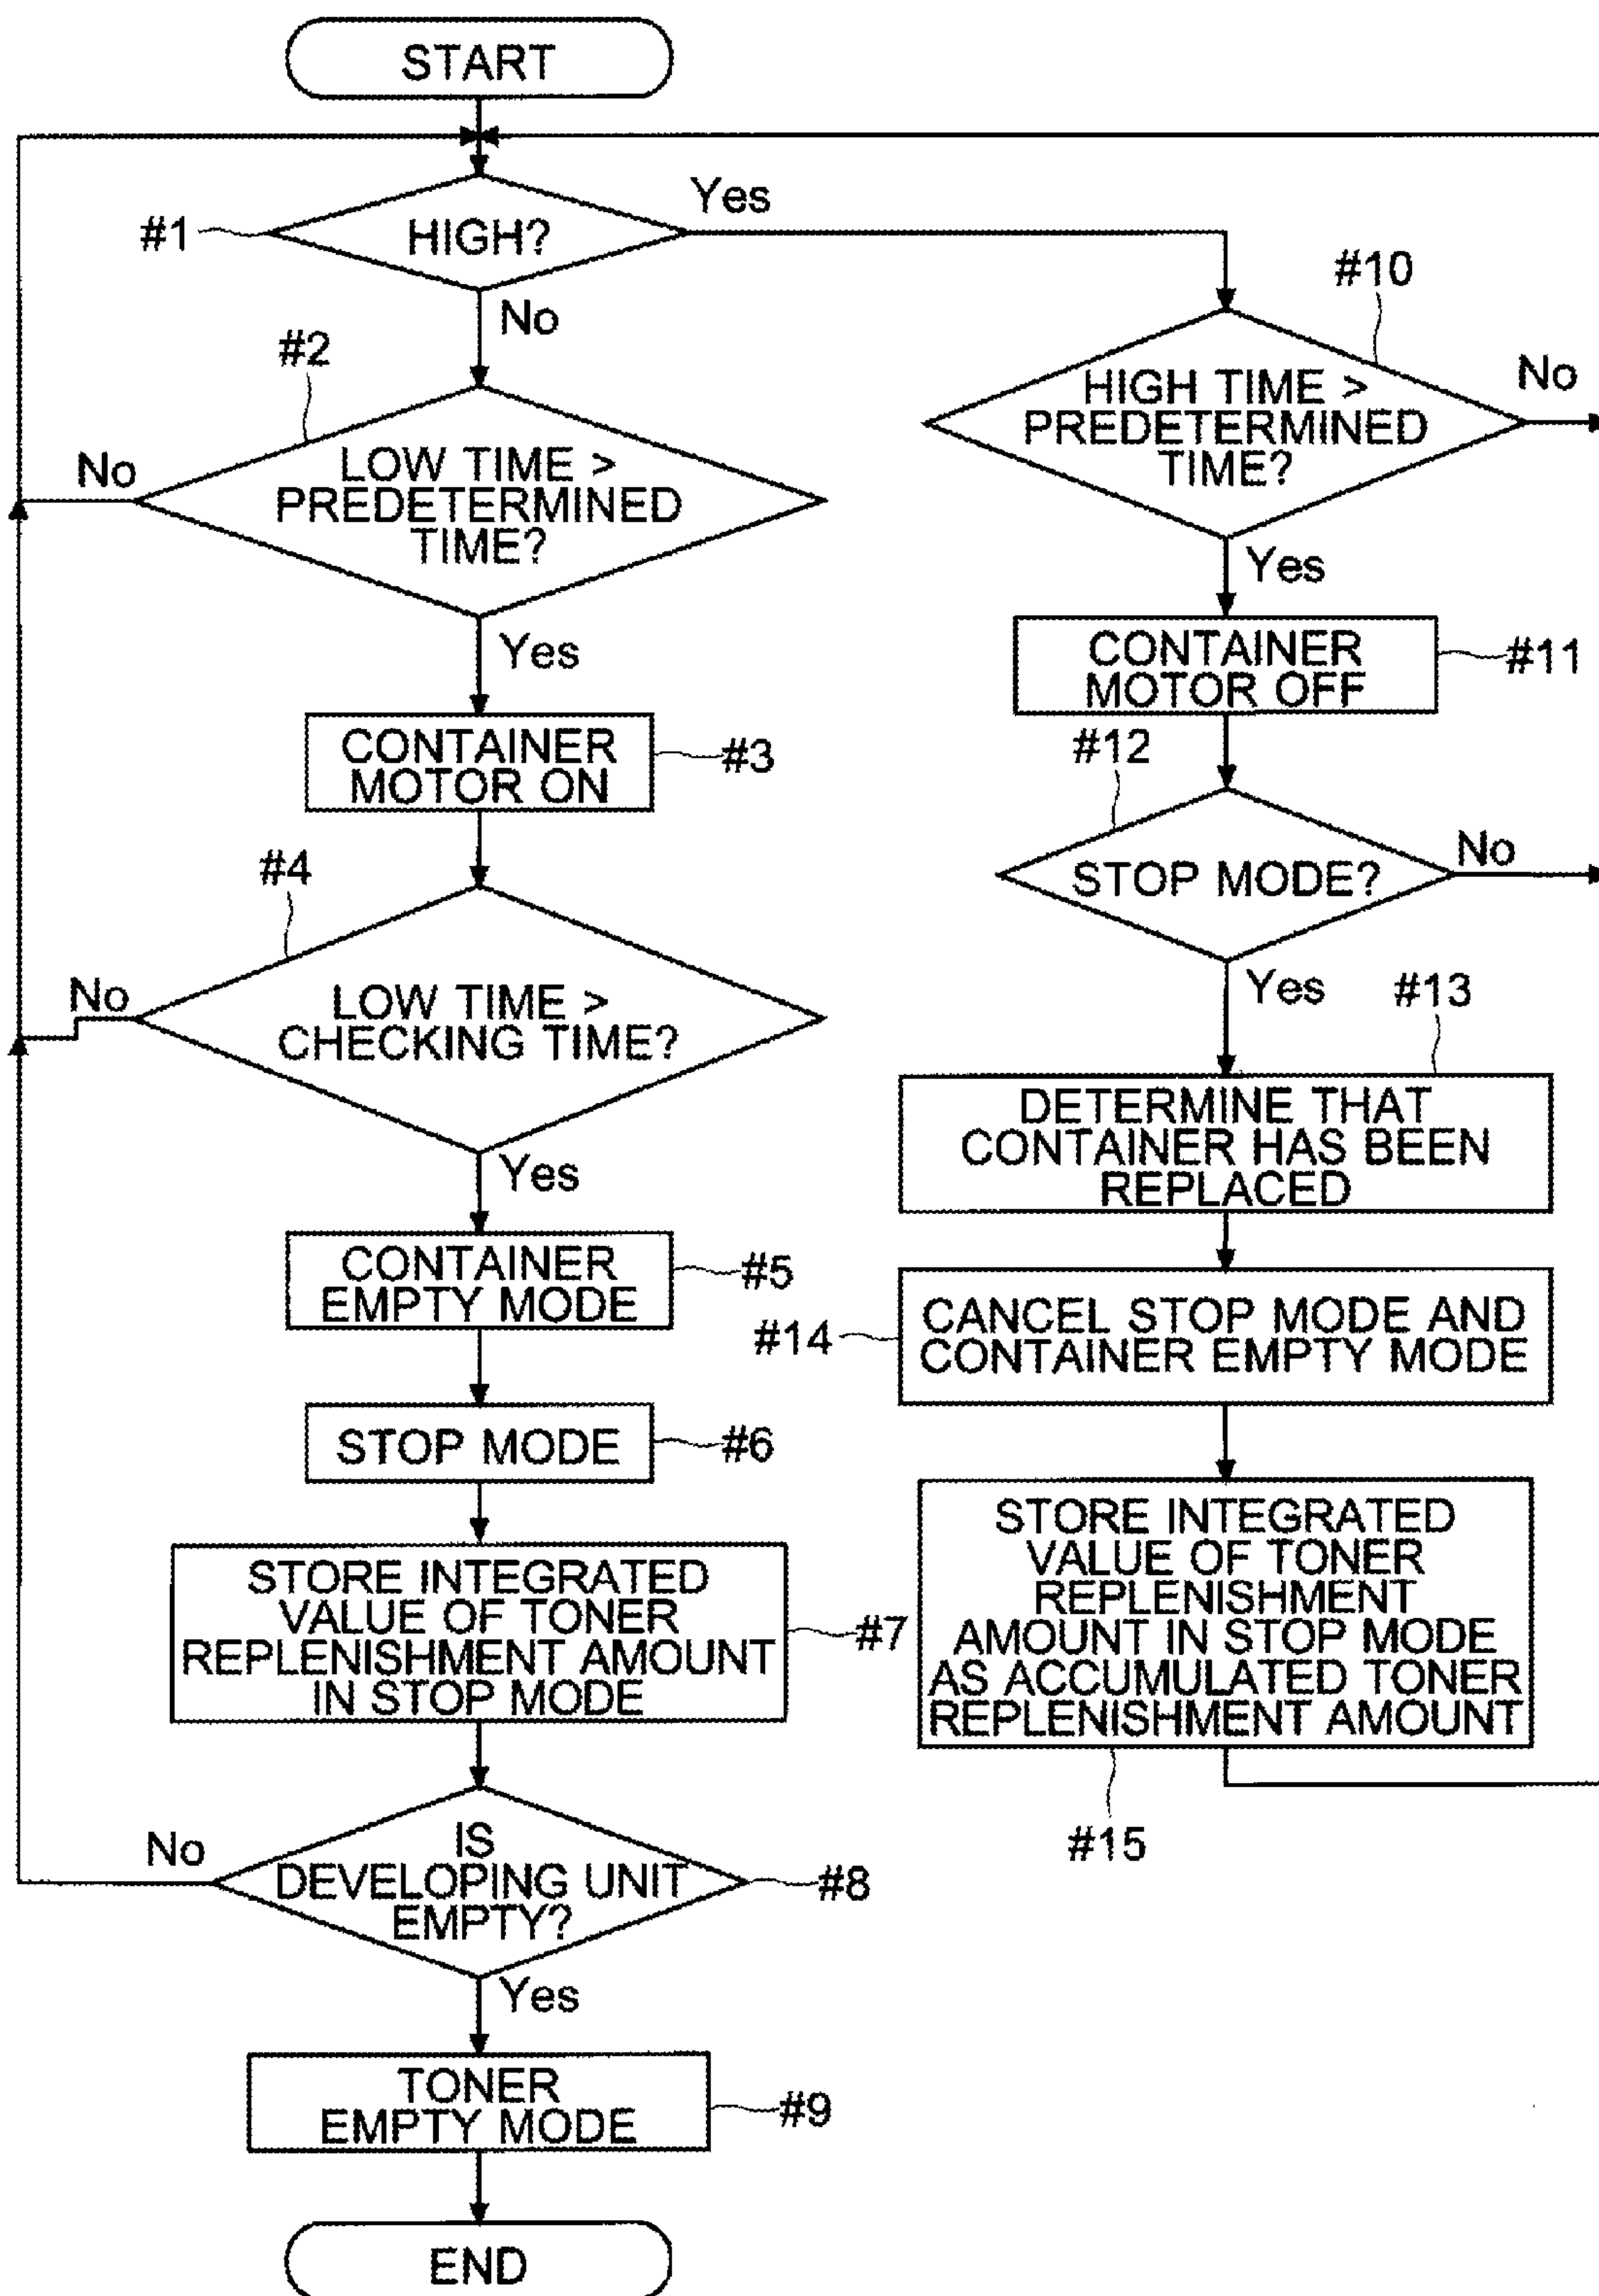 START
#1
HIGH?
Yes
No
#2
LOW TIME >
PREDETERMINED
TIME?
No
Yes
CONTAINER
MOTOR ON
#3
#4
LOW TIME >
CHECKING TIME?
No
Yes
CONTAINER
EMPTY MODE
#5
STOP MODE
#6
STORE INTEGRATED
VALUE OF TONER
REPLENISHMENT AMOUNT
IN STOP MODE
#7
IS
DEVELOPING UNIT
EMPTY?
No
#8
Yes
TONER
EMPTY MODE
#9
END
#10
HIGH TIME >
PREDETERMINED
TIME?
No
Yes
CONTAINER
MOTOR OFF
#11
#12
STOP MODE?
No
Yes
#13
DETERMINE THAT
CONTAINER HAS BEEN
REPLACED
#14
CANCEL STOP MODE AND
CONTAINER EMPTY MODE
STORE INTEGRATED
VALUE OF TONER
REPLENISHMENT
AMOUNT IN STOP MODE
AS ACCUMULATED TONER
REPLENISHMENT AMOUNT
#15